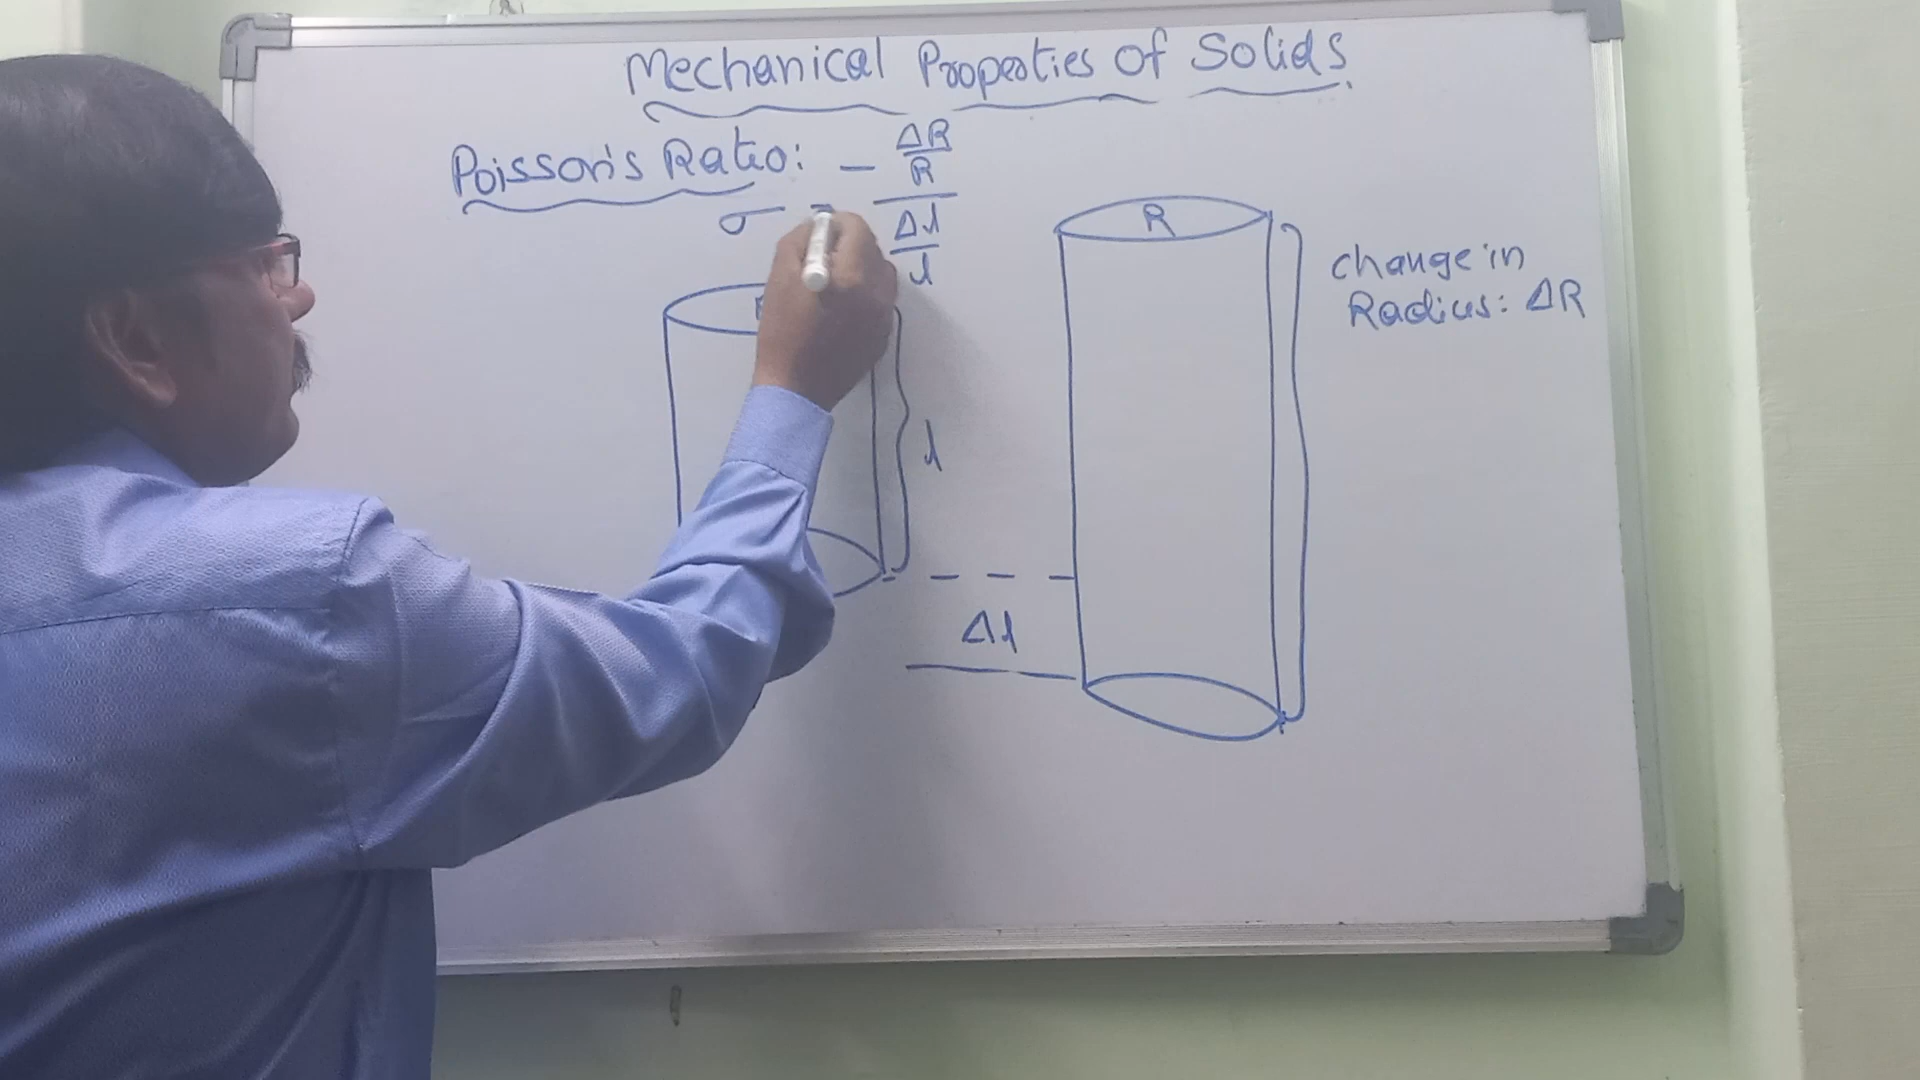 Mechanical Properties of Solids.
Poisson's Ratio: - ΔR/R
σ = Δl/l
R
change in
Radius: ΔR
l
Δl